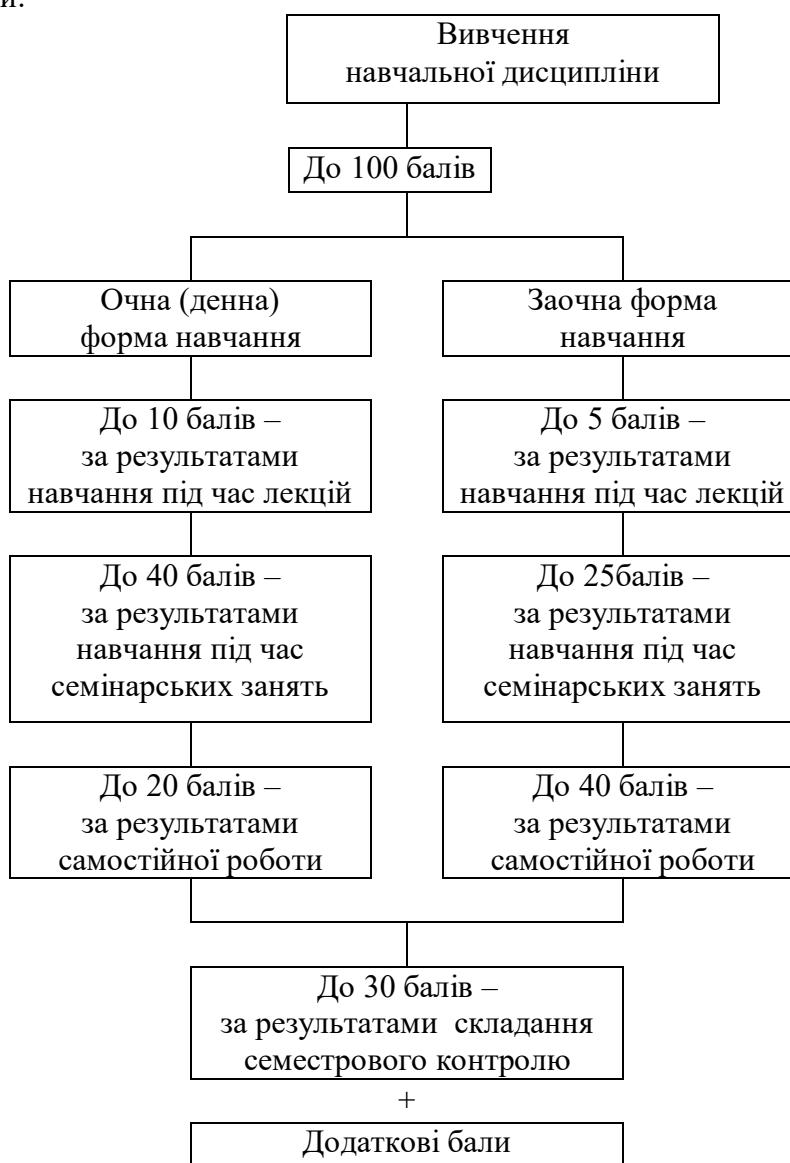 и.
Вивчення
навчальної дисципліни
До 100 балів
Очна (денна)
форма навчання
Заочна форма
навчання
До 10 балів –
за результатами
навчання під час лекцій
До 5 балів –
за результатами
навчання під час лекцій
До 40 балів –
за результатами
навчання під час
семінарських занять
До 25балів –
за результатами
навчання під час
семінарських занять
До 20 балів –
за результатами
самостійної роботи
До 40 балів –
за результатами
самостійної роботи
До 30 балів –
за результатами складання
семестрового контролю
+
Додаткові бали